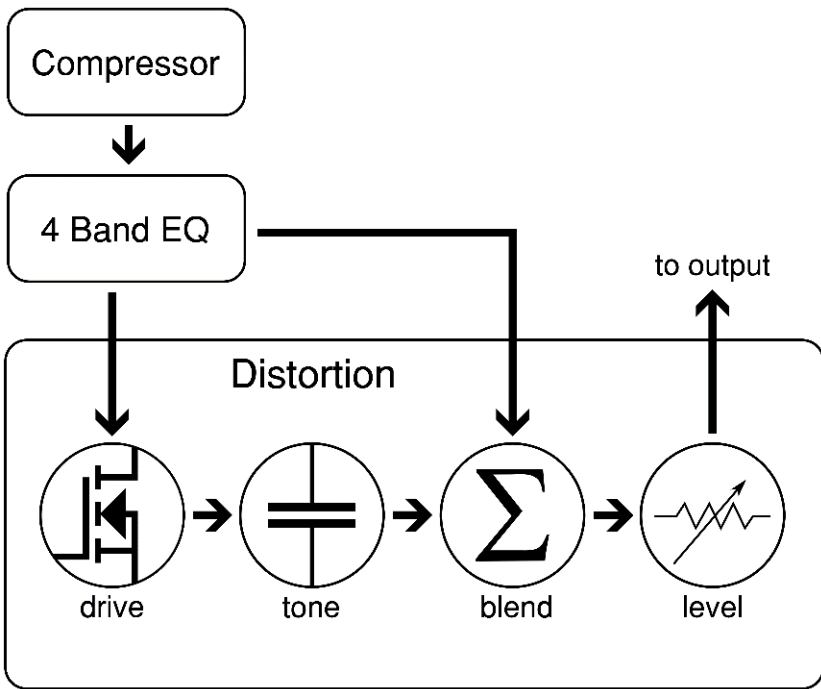 Compressor
4 Band EQ
to output
Distortion
drive
tone
Σ
blend
level